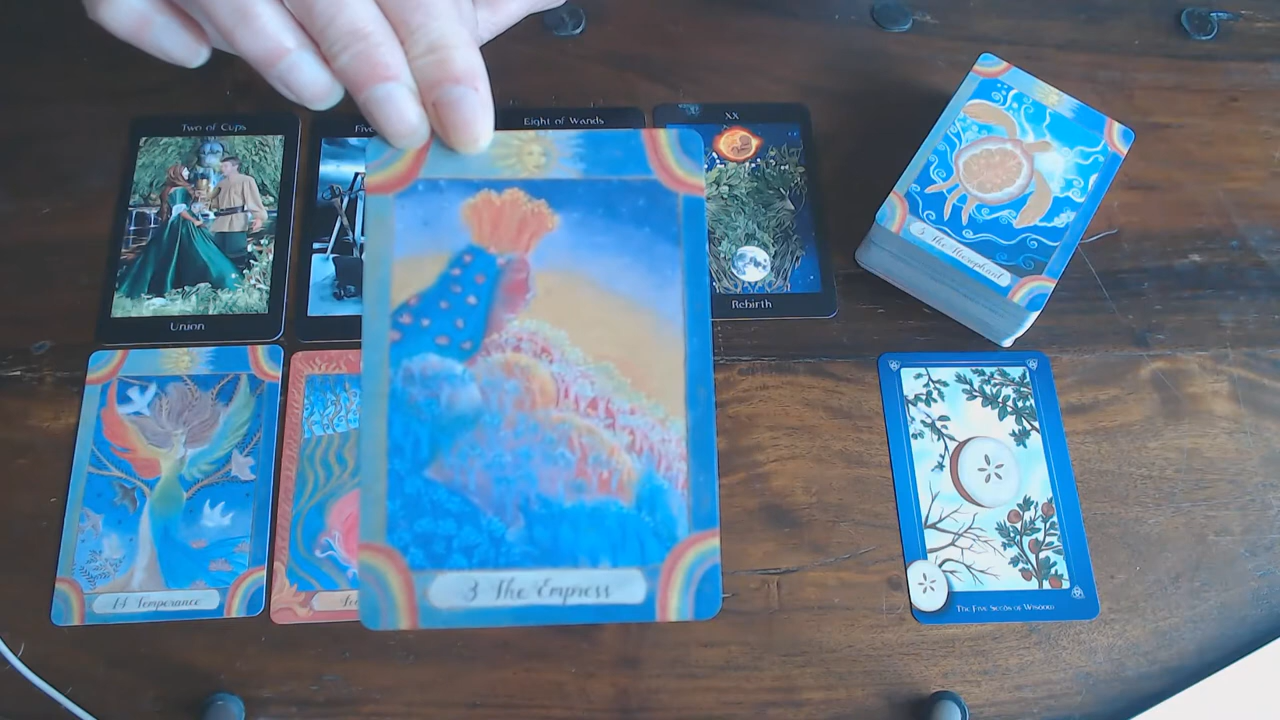 Two of Cups
Five
Eight of Wands
XX
Union
Rebirth
5 The Hierophant
14 Temperance
3 The Empress
The Five Seeds of Wisdom